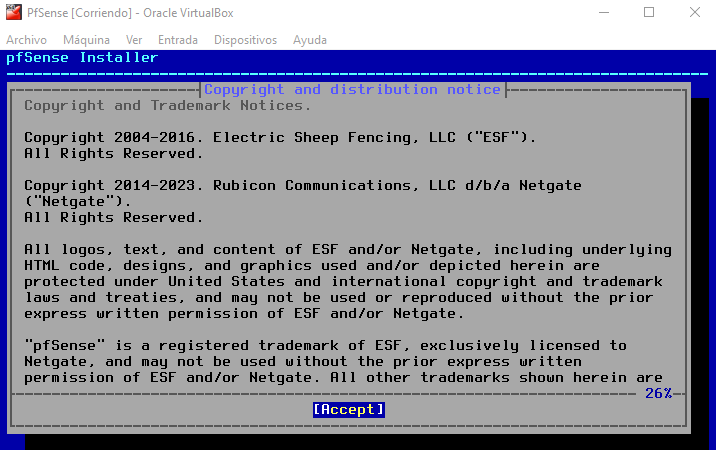 PfSense [Corriendo] - Oracle VirtualBox
Archivo Máquina Ver Entrada Dispositivos Ayuda
pfSense Installer
Copyright and distribution notice
Copyright and Trademark Notices.
Copyright 2004-2016. Electric Sheep Fencing, LLC ("ESF").
All Rights Reserved.
Copyright 2014-2023. Rubicon Communications, LLC d/b/a Netgate
("Netgate").
All Rights Reserved.
All logos, text, and content of ESF and/or Netgate, including underlying
HTML code, designs, and graphics used and/or depicted herein are
protected under United States and international copyright and trademark
laws and treaties, and may not be used or reproduced without the prior
express written permission of ESF and/or Netgate.
"pfSense" is a registered trademark of ESF, exclusively licensed to
Netgate, and may not be used without the prior express written
permission of ESF and/or Netgate. All other trademarks shown herein are
26%
[Accept]